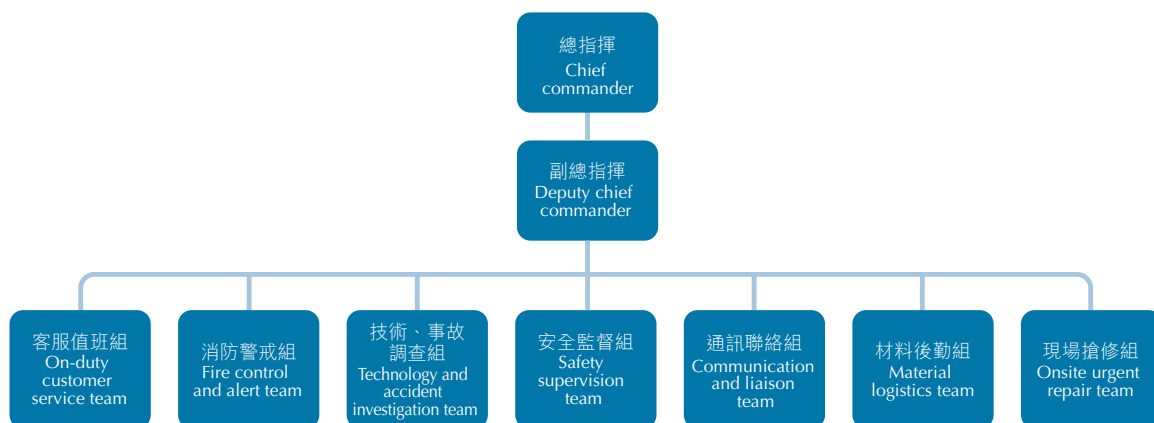 總指揮
Chief
commander
副總指揮
Deputy chief
commander
客服值班組
On-duty
customer
service team
消防警戒組
Fire control
and alert team
技術、事故
調查組
Technology and
accident
investigation team
安全監督組
Safety
supervision
team
通訊聯絡組
Communication
and liaison
team
材料後勤組
Material
logistics team
現場搶修組
Onsite urgent
repair team